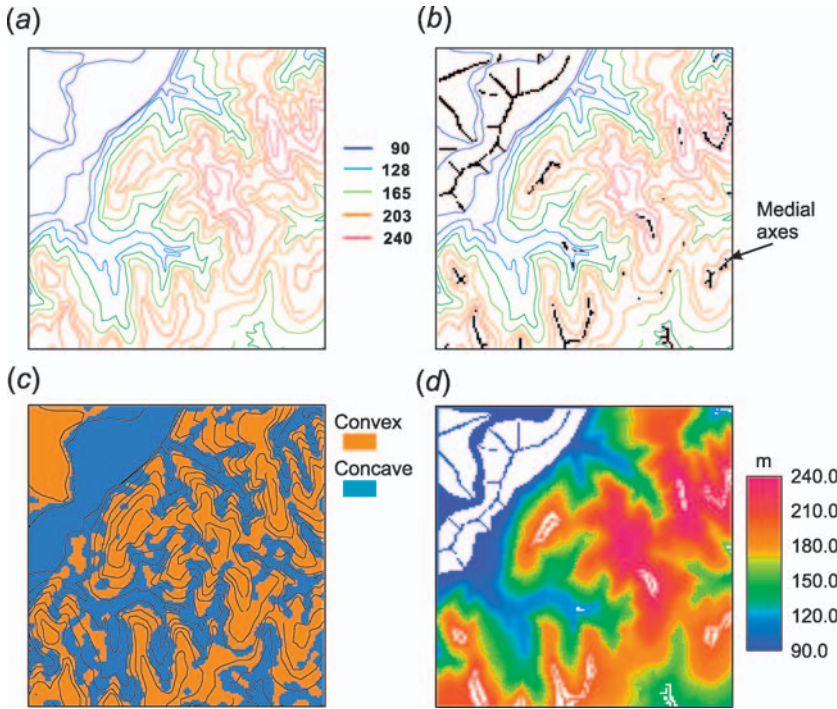 (a)
(b)
90
128
165
203
240
Medial
axes
(c)
(d)
Convex
Concave
m
240.0
210.0
180.0
150.0
120.0
90.0